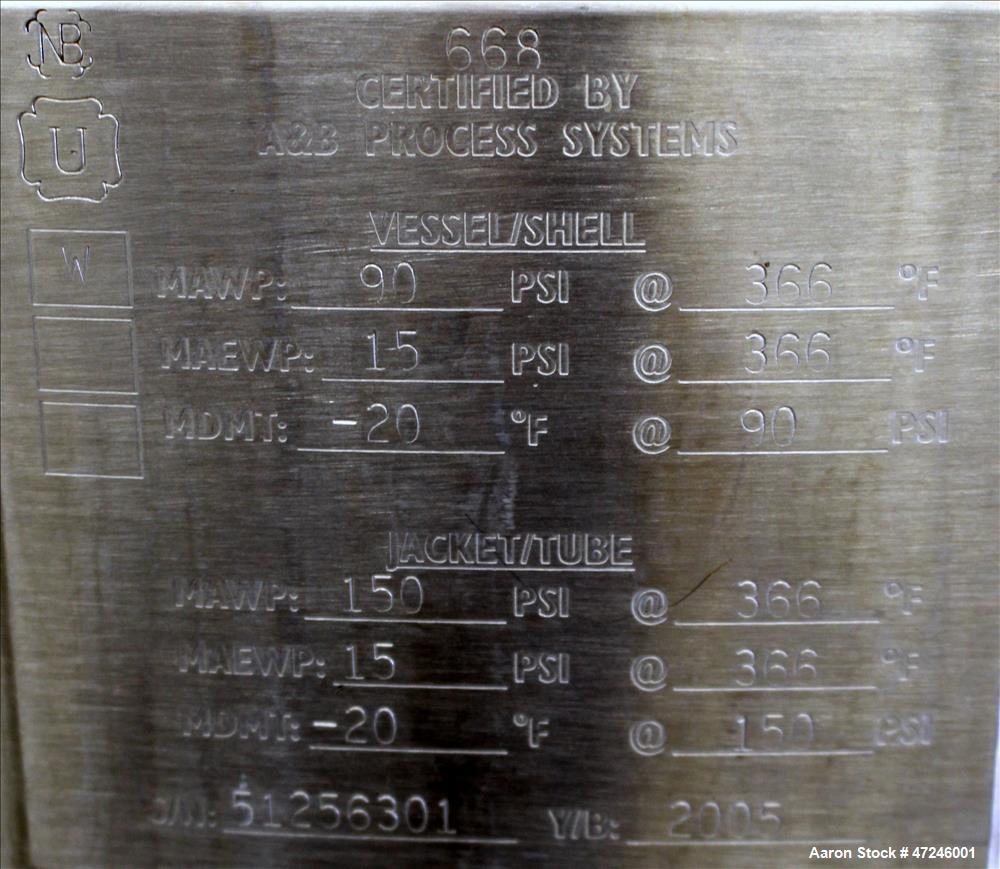 NB
668
CERTIFIED BY
U
A&B PROCESS SYSTEMS
VESSEL/SHELL
W
MAWP: 90 PSI @ 366 °F
MAEWP: 15 PSI @ 366 °F
MDMT: -20 °F @ 90 PSI
JACKET/TUBE
MAWP: 150 PSI @ 366 °F
MAEWP: 15 PSI @ 366 °F
MDMT: -20 °F @ 150 PSI
S/N: 51256301 Y/B: 2005
Aaron Stock # 47246001